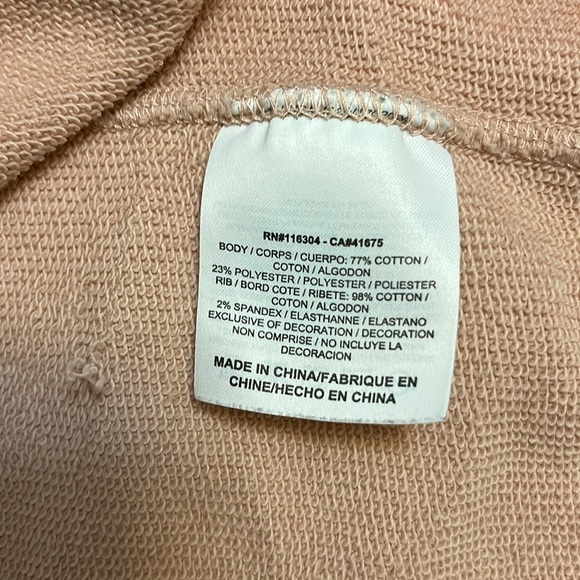 RN#116304 - CA#41675
BODY / CORPS / CUERPO: 77% COTTON /
COTON / ALGODON
23% POLYESTER / POLYESTER / POLIESTER
RIB / BORD COTE / RIBETE: 98% COTTON /
COTON / ALGODON
2% SPANDEX / ELASTHANNE / ELASTANO
EXCLUSIVE OF DECORATION / DECORATION
NON COMPRISE / NO INCLUYE LA
DECORACION
MADE IN CHINA/FABRIQUE EN
CHINE/HECHO EN CHINA